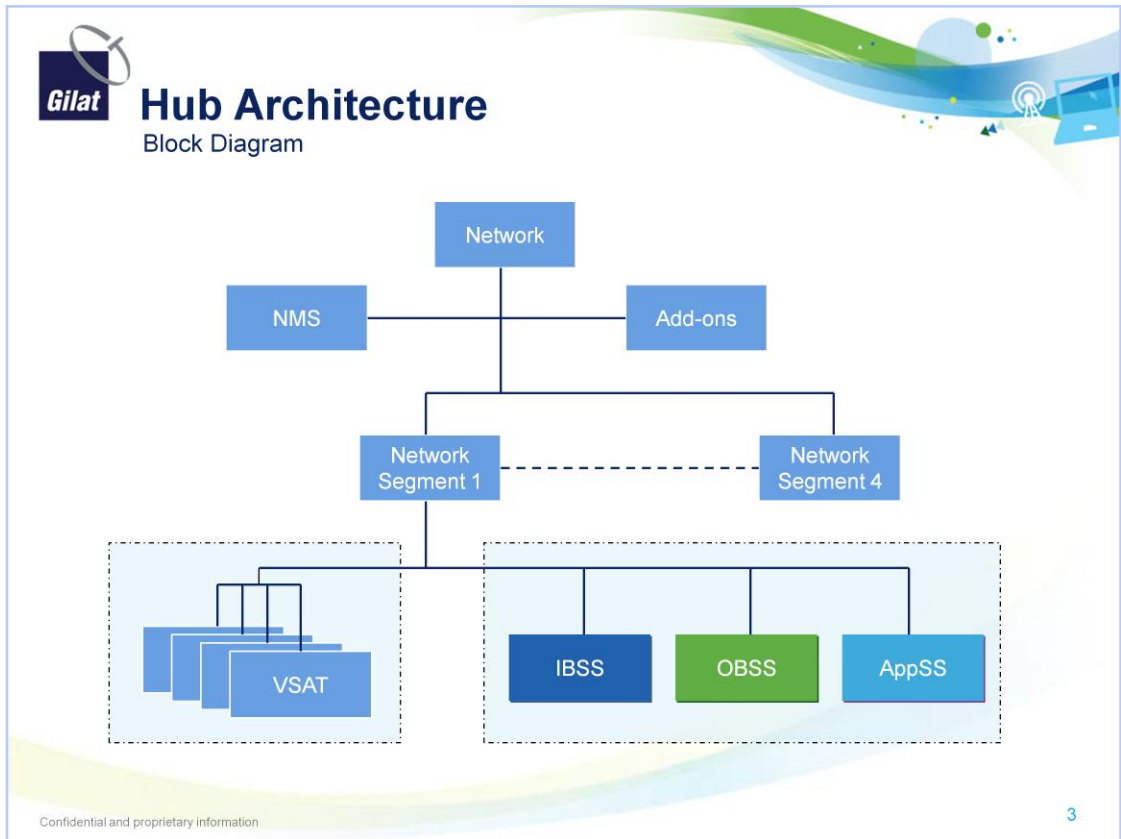 Gilat
Hub Architecture
Block Diagram
Network
NMS
Add-ons
Network
Segment 1
Network
Segment 4
VSAT
IBSS
OBSS
AppSS
Confidential and proprietary information
3